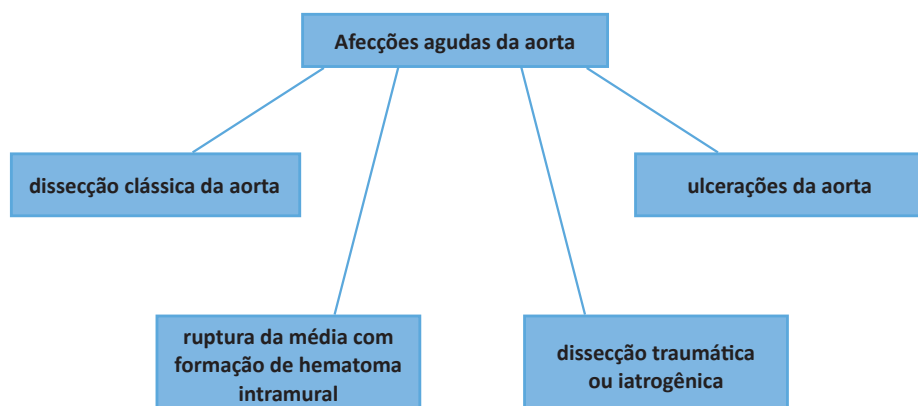 Afecções agudas da aorta
dissecção clássica da aorta
ulcerações da aorta
ruptura da média com
formação de hematoma
intramural
dissecção traumática
ou iatrogênica